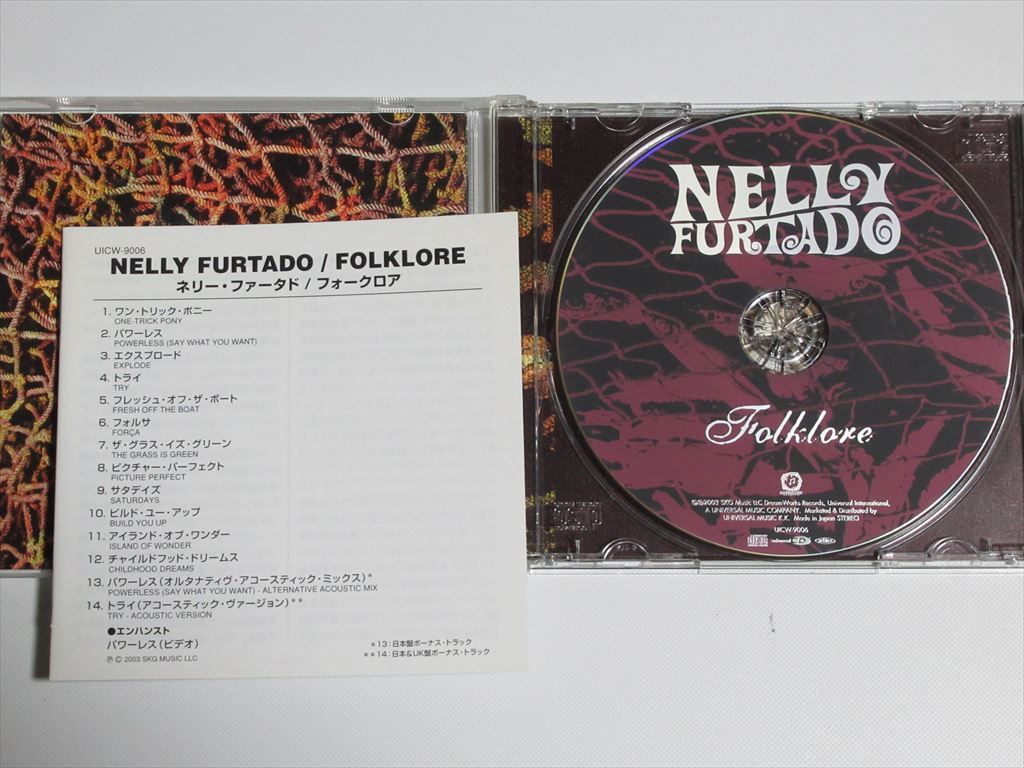 UICW-9006
NELLY FURTADO / FOLKLORE
ネリー・ファータド / フォークロア
1. ワン・トリック・ポニー
ONE-TRICK PONY
2. パワーレス
POWERLESS (SAY WHAT YOU WANT)
3. エクスプロード
EXPLODE
4. トライ
TRY
5. フレッシュ・オフ・ザ・ボート
FRESH OFF THE BOAT
6. フォルサ
FORÇA
7. ザ・グラス・イズ・グリーン
THE GRASS IS GREEN
8. ピクチャー・パーフェクト
PICTURE PERFECT
9. サタデイズ
SATURDAYS
10. ビルド・ユー・アップ
BUILD YOU UP
11. アイランド・オブ・ワンダー
ISLAND OF WONDER
12. チャイルドフッド・ドリームス
CHILDHOOD DREAMS
13. パワーレス(オルタナティヴ・アコースティック・ミックス)*
POWERLESS (SAY WHAT YOU WANT) - ALTERNATIVE ACOUSTIC MIX
14. トライ(アコースティック・ヴァージョン)**
TRY - ACOUSTIC VERSION
●エンハンスト
パワーレス(ビデオ)
℗ © 2003 SKG MUSIC LLC
*13:日本盤ボーナス・トラック
**14:日本&UK盤ボーナス・トラック
NELLY
FURTADO
Folklore
℗©2003 SKG Music LLC DreamWorks Records, Universal International,
A UNIVERSAL MUSIC COMPANY. Marketed & Distributed by
UNIVERSAL MUSIC K.K. Made in Japan STEREO
UICW-9006